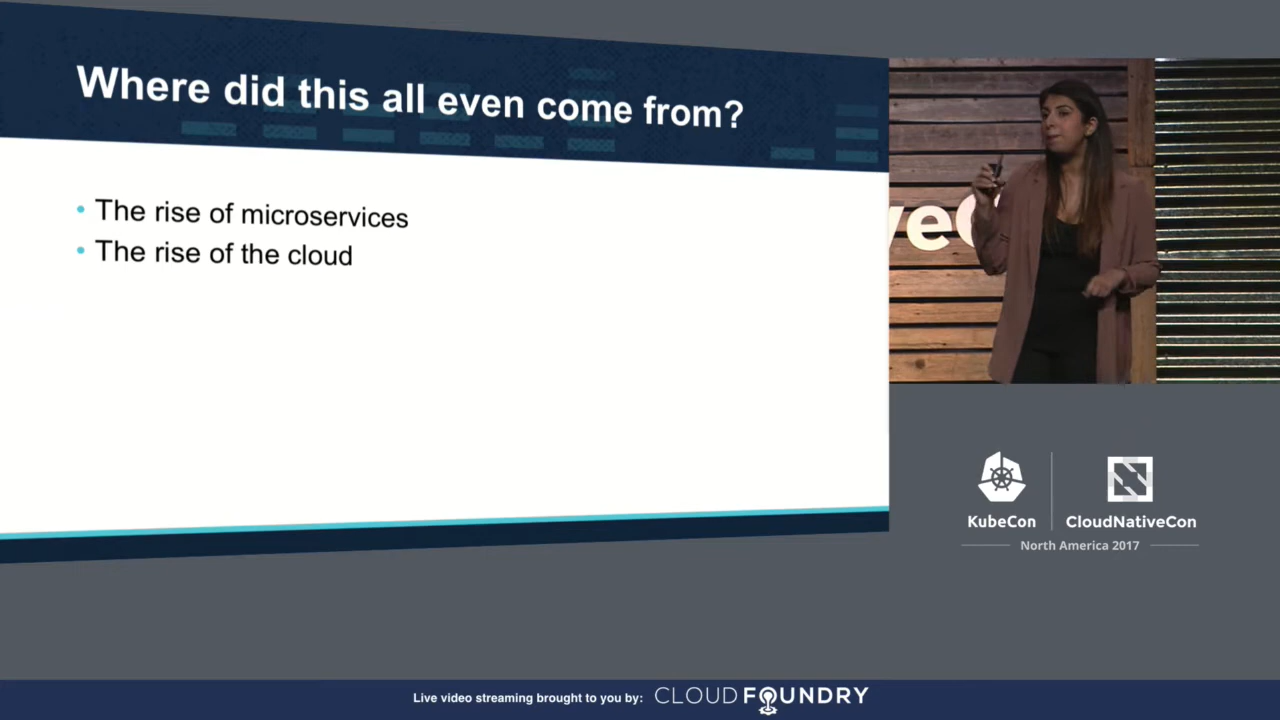 Where did this all even come from?
• The rise of microservices
• The rise of the cloud
veC
KubeCon
CloudNativeCon
North America 2017
Live video streaming brought to you by: CLOUD FOUNDRY